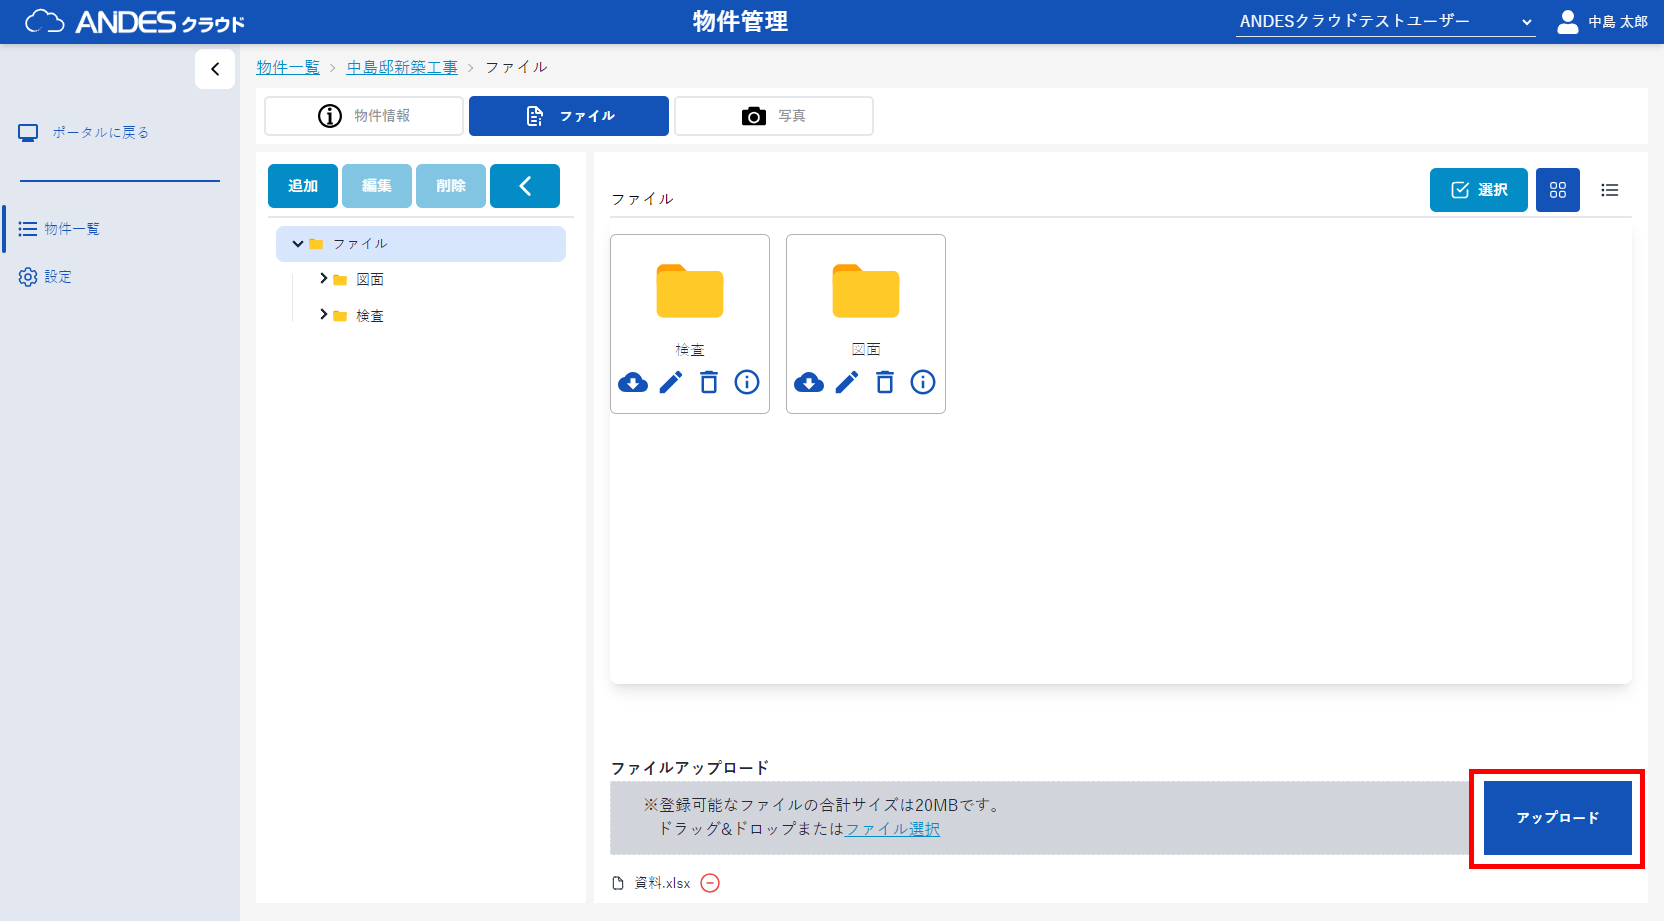 ANDES クラウド
物件管理
ANDESクラウドテストユーザー
中島 太郎
ポータルに戻る
物件一覧
設定
物件一覧 > 中島邸新築工事 > ファイル
物件情報
ファイル
写真
追加
編集
削除
ファイル
図面
検査
ファイル
選択
検査
図面
ファイルアップロード
※登録可能なファイルの合計サイズは20MBです。
ドラッグ&ドロップまたはファイル選択
アップロード
資料.xlsx